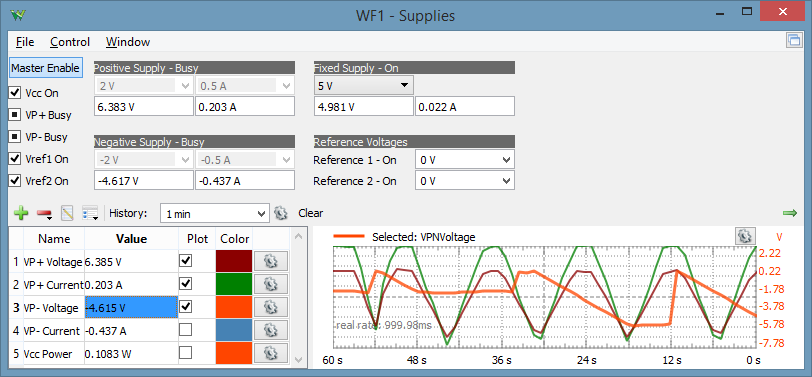 WF1 - Supplies
File Control Window
Master Enable
Positive Supply - Busy
Fixed Supply - On
2 V 0.5 A
5 V
Vcc On
6.383 V 0.203 A
4.981 V 0.022 A
VP+ Busy
VP- Busy
Negative Supply - Busy
Reference Voltages
Vref1 On
-2 V -0.5 A
Reference 1 - On 0 V
Vref2 On
-4.617 V -0.437 A
Reference 2 - On 0 V
History: 1 min Clear
Name Value Plot Color
1 VP+ Voltage 6.385 V
2 VP+ Current 0.203 A
3 VP- Voltage -4.615 V
4 VP- Current -0.437 A
5 Vcc Power 0.1083 W
Selected: VPNVoltage
V
2.22
0.22
-1.78
-3.78
-5.78
-7.78
real rate: 999.98ms
60 s 48 s 36 s 24 s 12 s 0 s